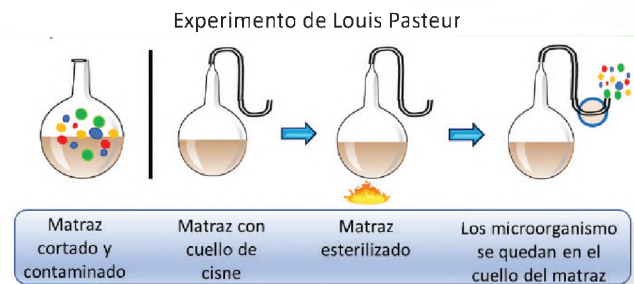 Experimento de Louis Pasteur
Matraz
cortado y
contaminado
Matraz con
cuello de
cisne
Matraz
esterilizado
Los microorganismo
se quedan en el
cuello del matraz